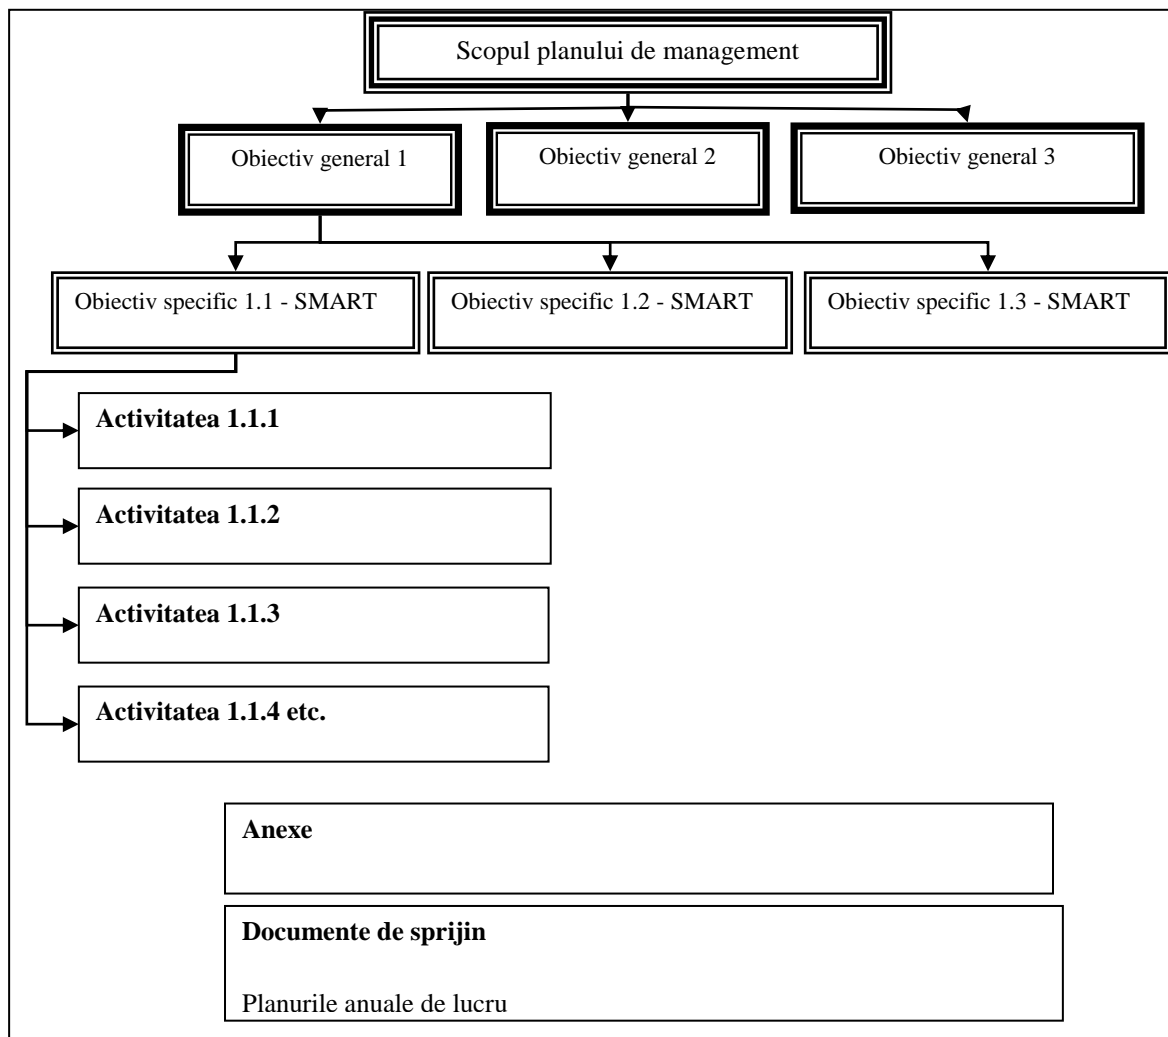 Scopul planului de management
Obiectiv general 1
Obiectiv general 2
Obiectiv general 3
Obiectiv specific 1.1 - SMART
Obiectiv specific 1.2 - SMART
Obiectiv specific 1.3 - SMART
Activitatea 1.1.1
Activitatea 1.1.2
Activitatea 1.1.3
Activitatea 1.1.4 etc.
Anexe
Documente de sprijin
Planurile anuale de lucru